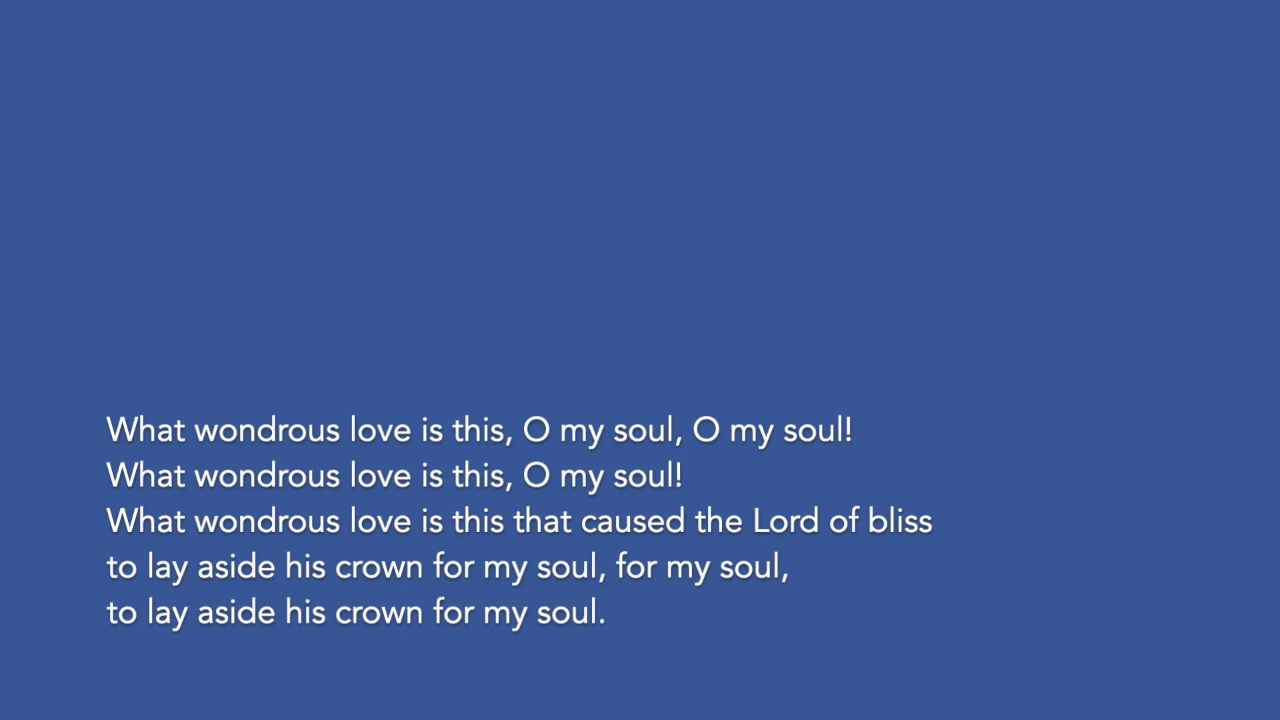 What wondrous love is this, O my soul, O my soul!
What wondrous love is this, O my soul!
What wondrous love is this that caused the Lord of bliss
to lay aside his crown for my soul, for my soul,
to lay aside his crown for my soul.